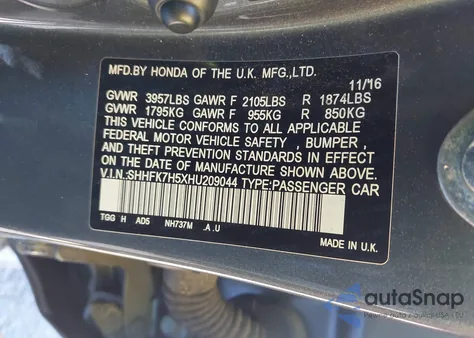 MFD.BY HONDA OF THE U.K. MFG.,LTD.
11/16
GVWR 3957LBS GAWR F 2105LBS R 1874LBS
GVWR 1795KG GAWR F 955KG R 850KG
THIS VEHICLE CONFORMS TO ALL APPLICABLE
FEDERAL MOTOR VEHICLE SAFETY , BUMPER ,
AND THEFT PREVENTION STANDARDS IN EFFECT
ON THE DATE OF MANUFACTURE SHOWN ABOVE.
V.I.N.:SHHFK7H5XHU209044 TYPE:PASSENGER CAR
TGG H AD5 NH737M .A .U
MADE IN U.K.
autoSnap